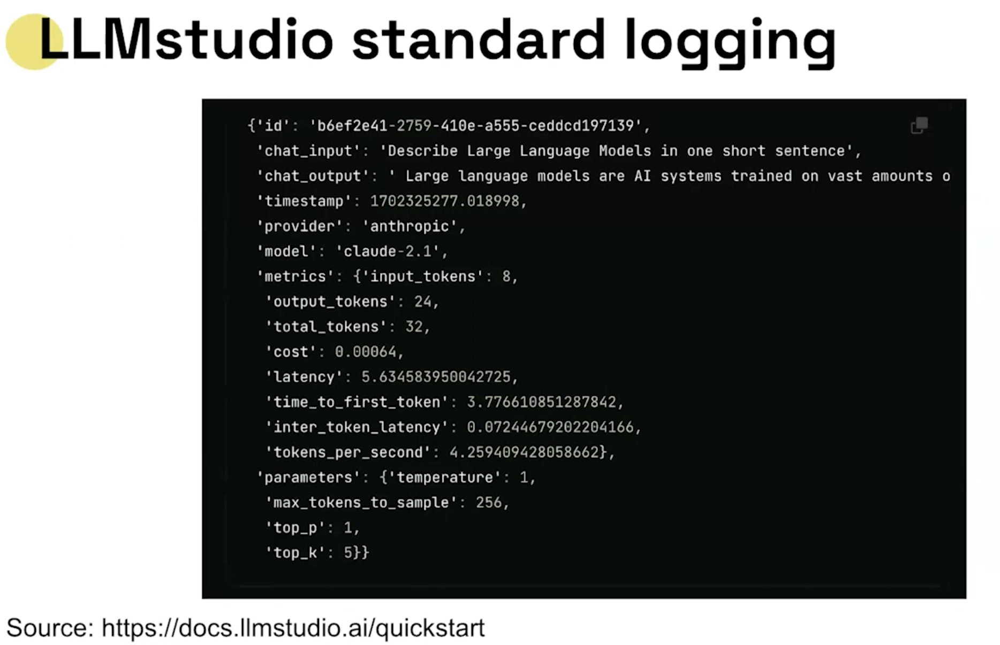 LLMstudio standard logging
{'id': 'b6ef2e41-2759-410e-a555-ceddcd197139',
'chat_input': 'Describe Large Language Models in one short sentence',
'chat_output': ' Large language models are AI systems trained on vast amounts o
'timestamp': 1702325277.018998,
'provider': 'anthropic',
'model': 'claude-2.1',
'metrics': {'input_tokens': 8,
'output_tokens': 24,
'total_tokens': 32,
'cost': 0.00064,
'latency': 5.634583950042725,
'time_to_first_token': 3.776610851287842,
'inter_token_latency': 0.07244679202204166,
'tokens_per_second': 4.259409428058662},
'parameters': {'temperature': 1,
'max_tokens_to_sample': 256,
'top_p': 1,
'top_k': 5}}
Source: https://docs.llmstudio.ai/quickstart